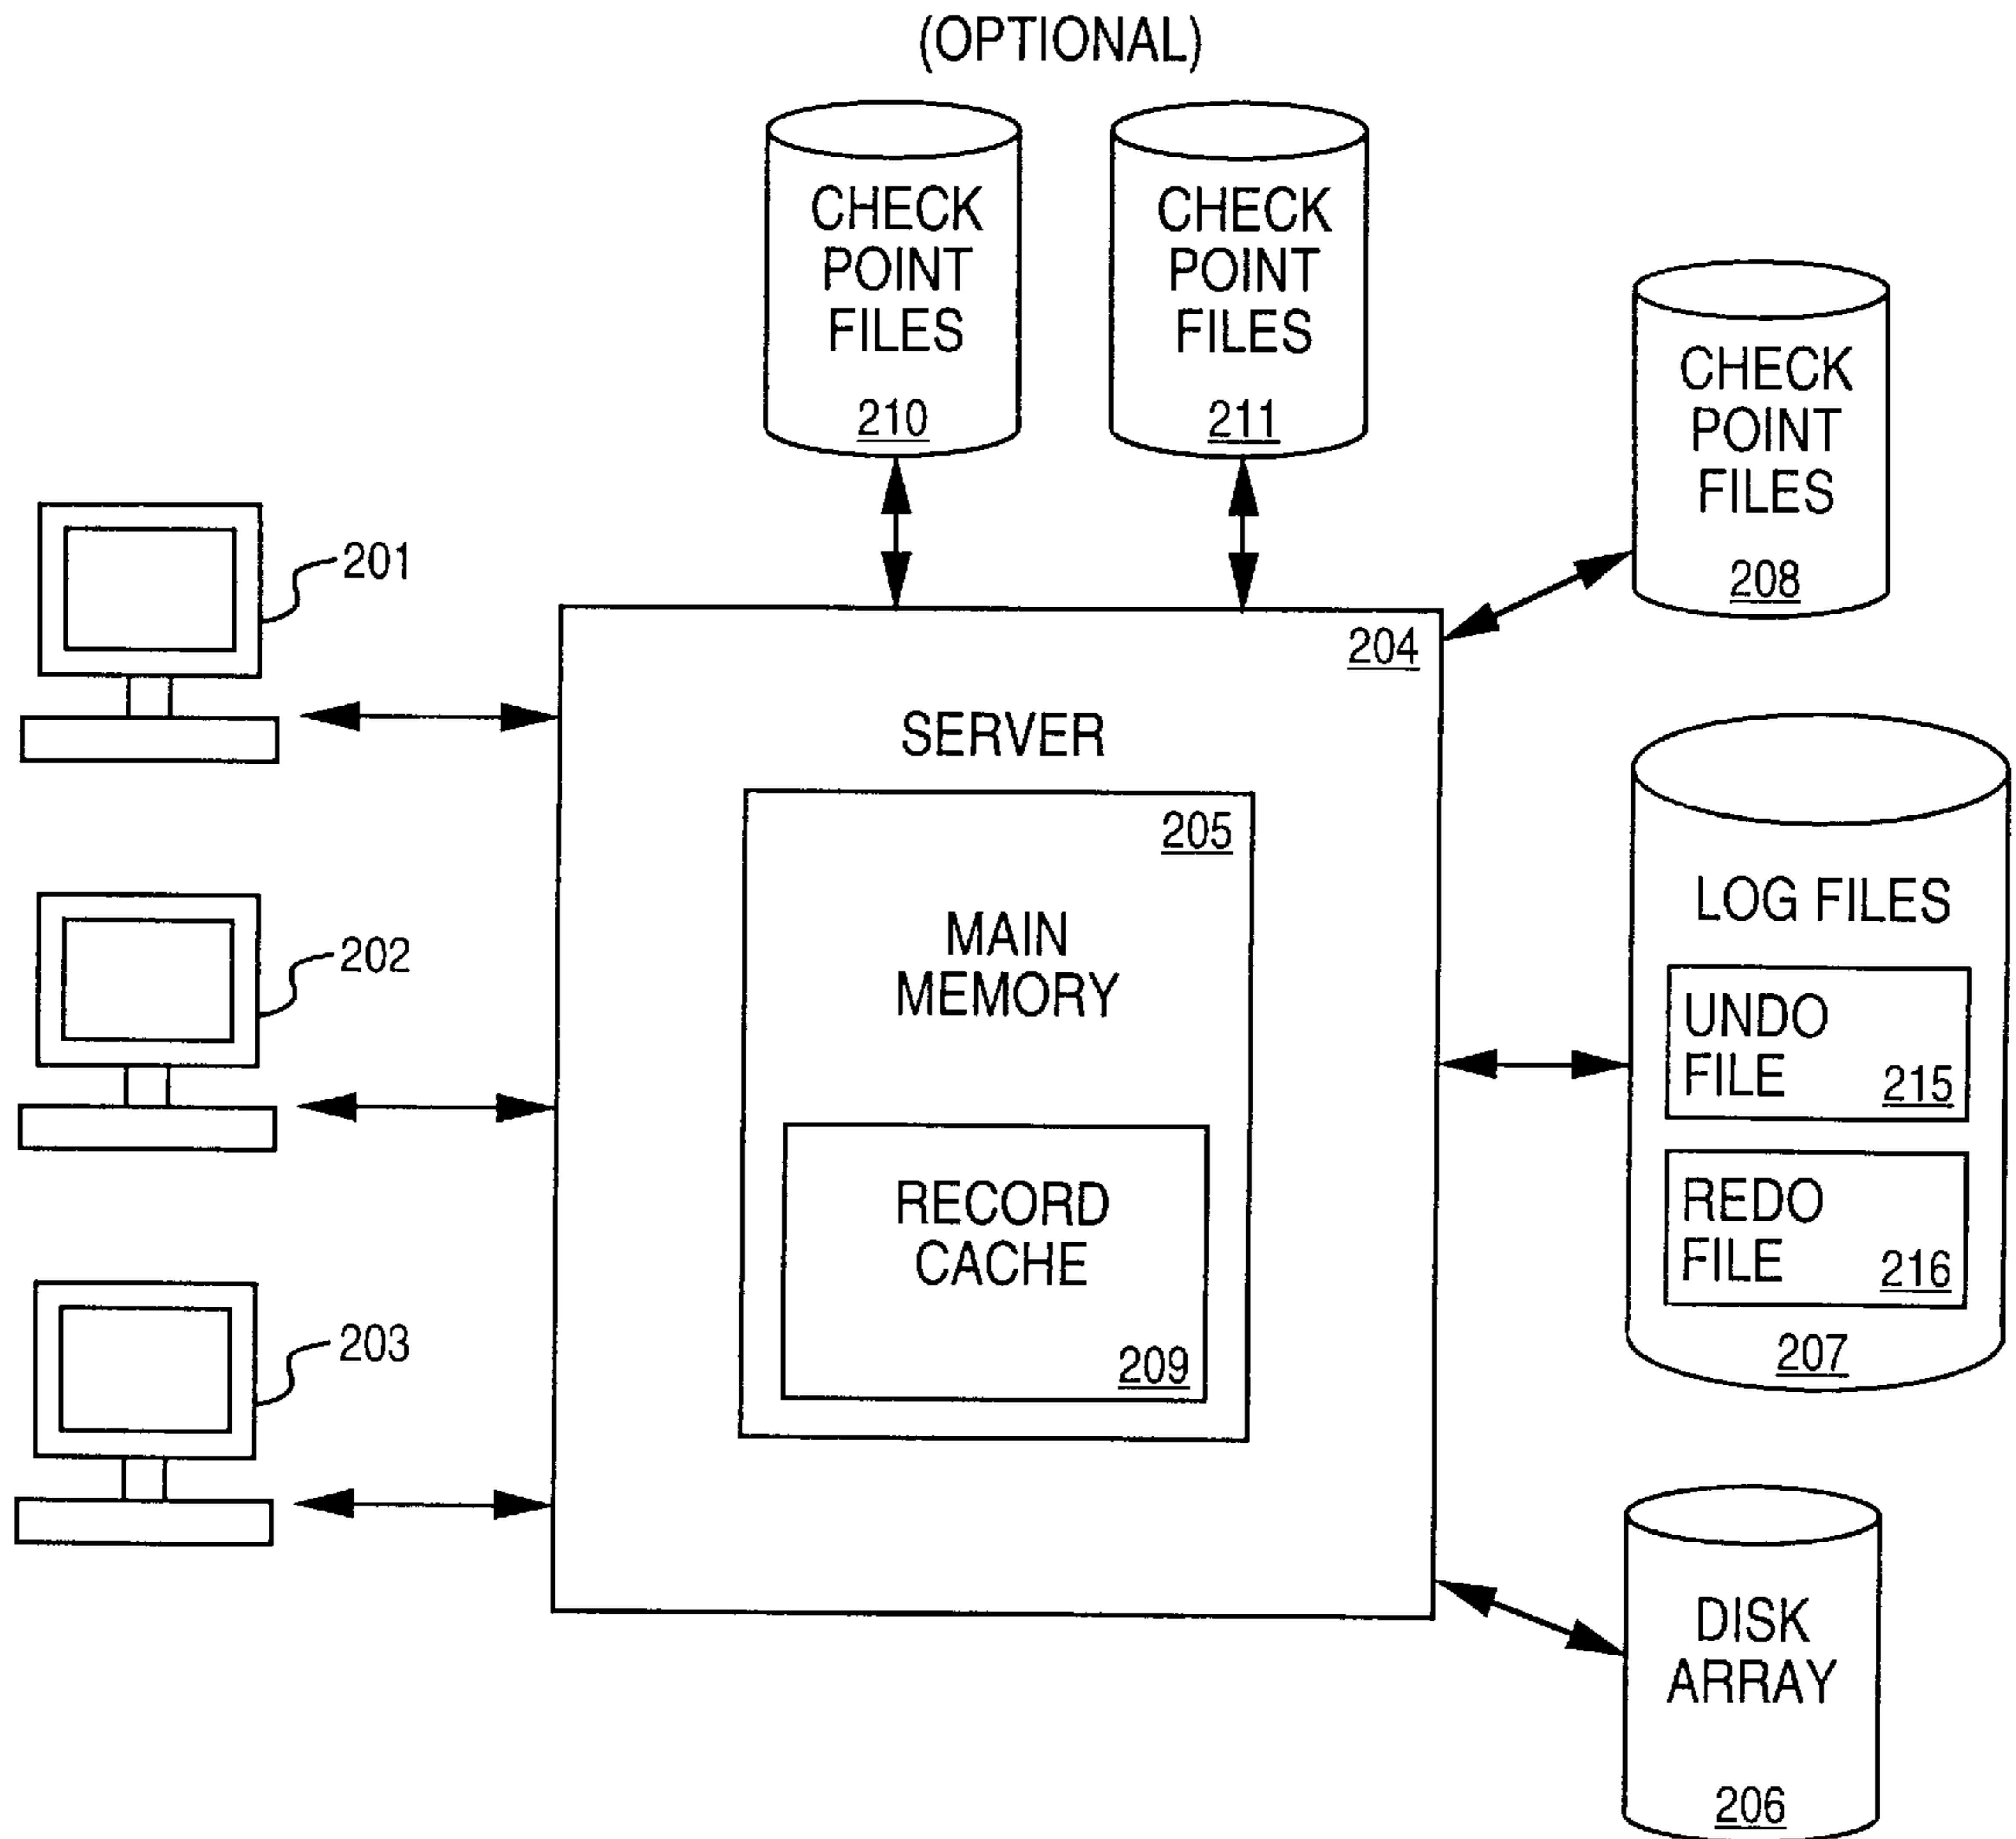 (OPTIONAL)
CHECK
POINT
FILES
210
CHECK
POINT
FILES
211
CHECK
POINT
FILES
208
201
202
203
204
SERVER
205
MAIN
MEMORY
RECORD
CACHE
209
LOG FILES
UNDO
FILE
215
REDO
FILE
216
207
DISK
ARRAY
206